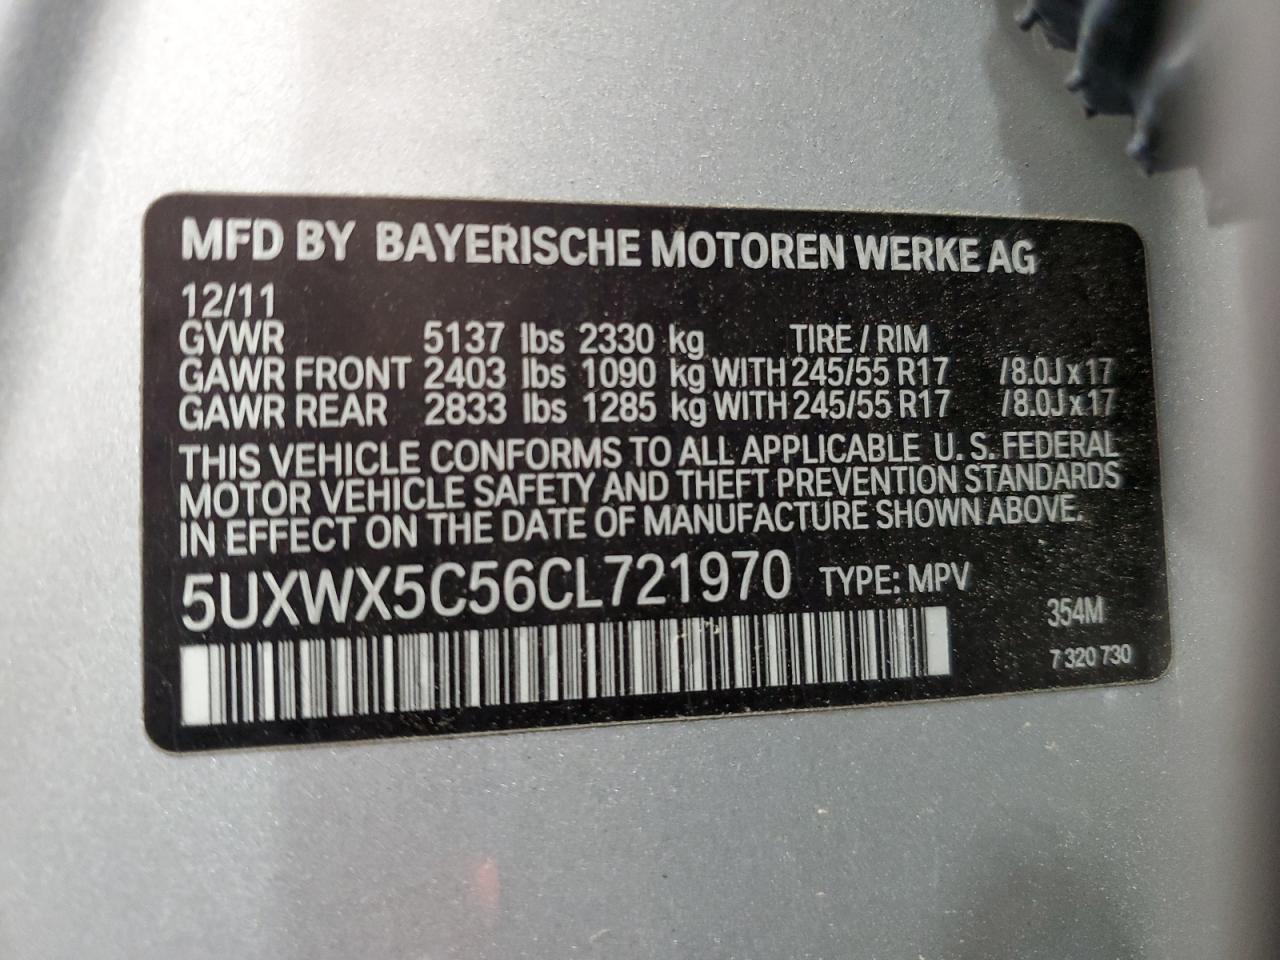 MFD BY BAYERISCHE MOTOREN WERKE AG
12/11
GVWR 5137 lbs 2330 kg TIRE / RIM
GAWR FRONT 2403 lbs 1090 kg WITH 245/55 R17 /8.0J x 17
GAWR REAR 2833 lbs 1285 kg WITH 245/55 R17 /8.0J x 17
THIS VEHICLE CONFORMS TO ALL APPLICABLE U. S. FEDERAL
MOTOR VEHICLE SAFETY AND THEFT PREVENTION STANDARDS
IN EFFECT ON THE DATE OF MANUFACTURE SHOWN ABOVE.
5UXWX5C56CL721970 TYPE: MPV
354M
7 320 730